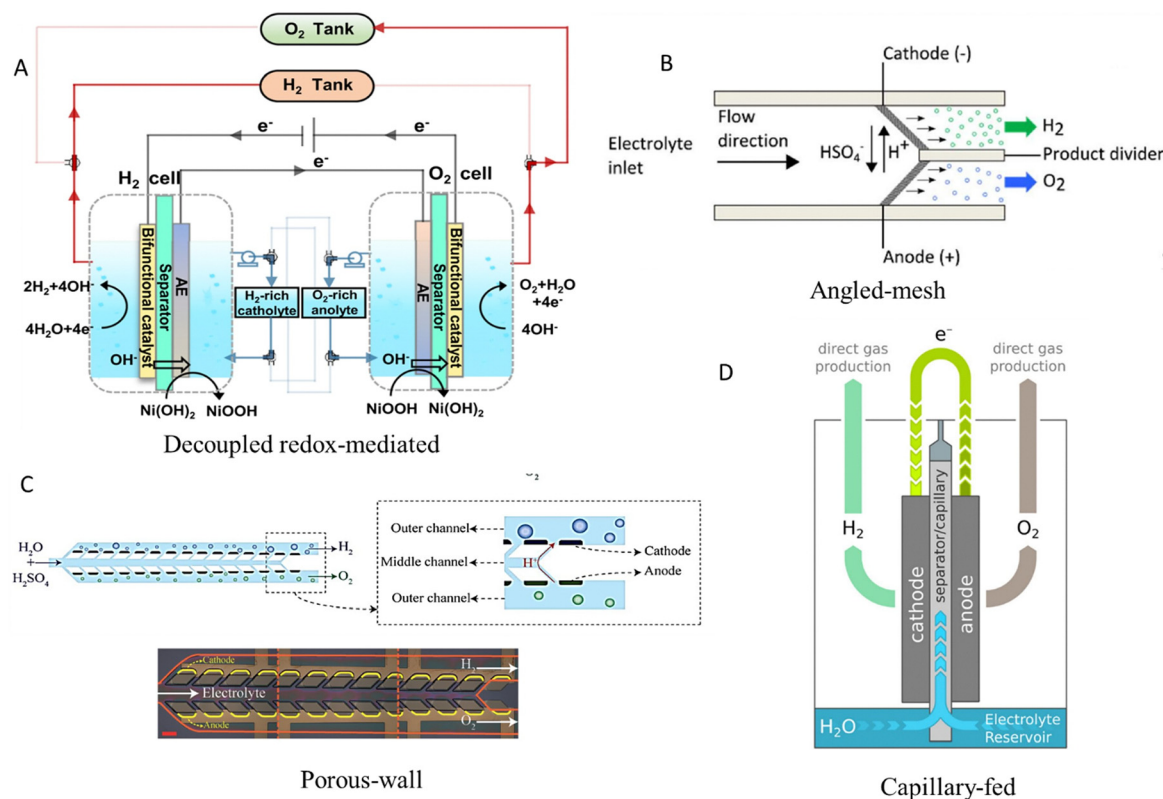 A
O₂ Tank
H₂ Tank
e⁻
e⁻
e⁻
H₂ cell
O₂ cell
Bifunctional catalyst
Separator
AE
AE
Separator
Bifunctional catalyst
2H₂+4OH⁻
4H₂O+4e⁻
H₂-rich
catholyte
O₂-rich
anolyte
O₂+H₂O
+4e⁻
4OH⁻
OH⁻
OH⁻
Ni(OH)₂
NiOOH
NiOOH
Ni(OH)₂
Decoupled redox-mediated
B
Cathode (-)
Electrolyte
inlet
Flow
direction
HSO₄⁻
H⁺
H₂
Product divider
O₂
Anode (+)
Angled-mesh
C
H₂O
+
H₂SO₄
H₂
O₂
Outer channel
Middle channel
Outer channel
H⁺
Cathode
Anode
Cathode
H₂
Electrolyte
Anode
O₂
Porous-wall
D
e⁻
direct gas
production
direct gas
production
H₂
O₂
cathode
separator/capillary
anode
H₂O
Electrolyte
Reservoir
Capillary-fed